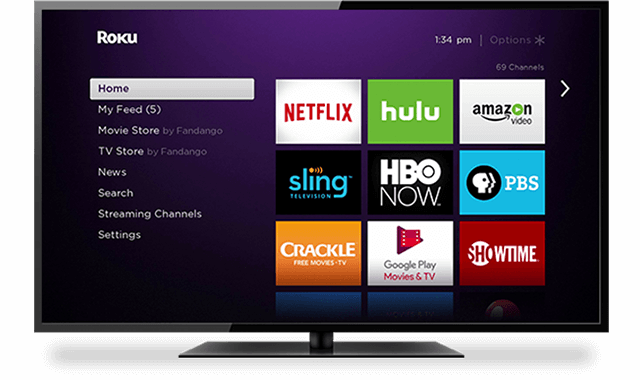 ROKU
1:34 pm | Options ✳
69 Channels
Home
My Feed (5)
Movie Store by Fandango
TV Store by Fandango
News
Search
Streaming Channels
Settings
NETFLIX
hulu
amazon
video
sling
TELEVISION
HBO
NOW.
PBS
CRACKLE
FREE MOVIES • TV
Google Play
Movies & TV
SHOWTIME.